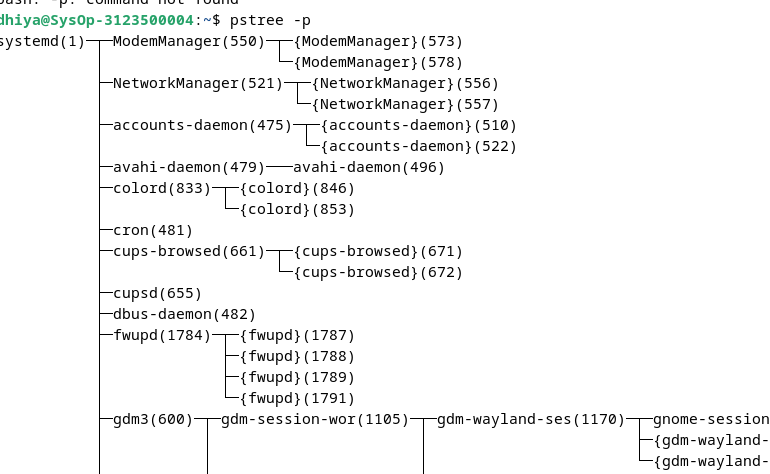 bash: -p: command not found
dhiya@SysOp-3123500004:~$ pstree -p
systemd(1)─┬─ModemManager(550)─┬─{ModemManager}(573)
└─{ModemManager}(578)
├─NetworkManager(521)─┬─{NetworkManager}(556)
└─{NetworkManager}(557)
├─accounts-daemon(475)─┬─{accounts-daemon}(510)
└─{accounts-daemon}(522)
├─avahi-daemon(479)───avahi-daemon(496)
├─colord(833)─┬─{colord}(846)
└─{colord}(853)
├─cron(481)
├─cups-browsed(661)─┬─{cups-browsed}(671)
└─{cups-browsed}(672)
├─cupsd(655)
├─dbus-daemon(482)
├─fwupd(1784)─┬─{fwupd}(1787)
├─{fwupd}(1788)
├─{fwupd}(1789)
└─{fwupd}(1791)
├─gdm3(600)─┬─gdm-session-wor(1105)─┬─gdm-wayland-ses(1170)─┬─gnome-session
├─{gdm-wayland-
└─{gdm-wayland-